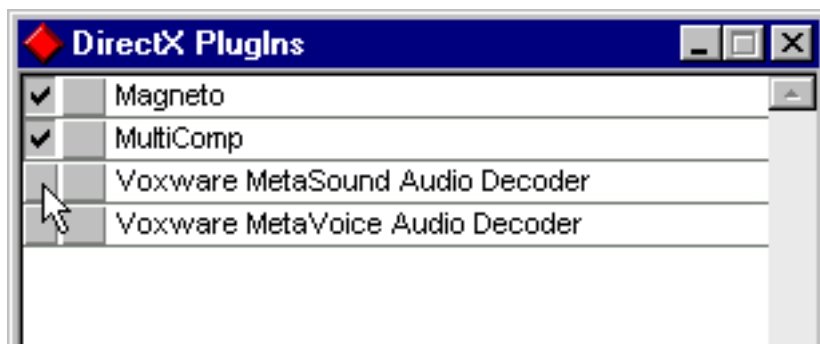 DirectX PlugIns
Magneto
MultiComp
Voxware MetaSound Audio Decoder
Voxware MetaVoice Audio Decoder